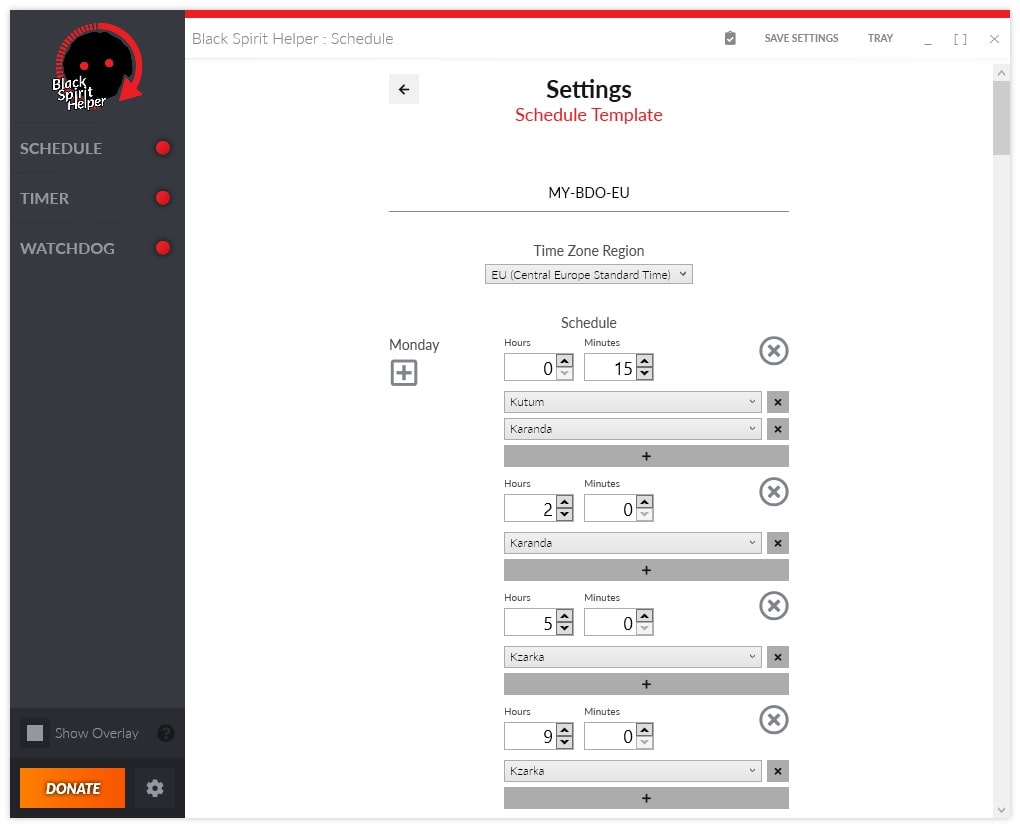 Black Spirit Helper : Schedule
SAVE SETTINGS
TRAY
Black
Spirit
Helper
SCHEDULE
TIMER
WATCHDOG
Settings
Schedule Template
MY-BDO-EU
Time Zone Region
EU (Central Europe Standard Time)
Schedule
Monday
Hours Minutes
0 15
Kutum
Karanda
+
Hours Minutes
2 0
Karanda
+
Hours Minutes
5 0
Kzarka
+
Hours Minutes
9 0
Kzarka
+
Show Overlay ?
DONATE